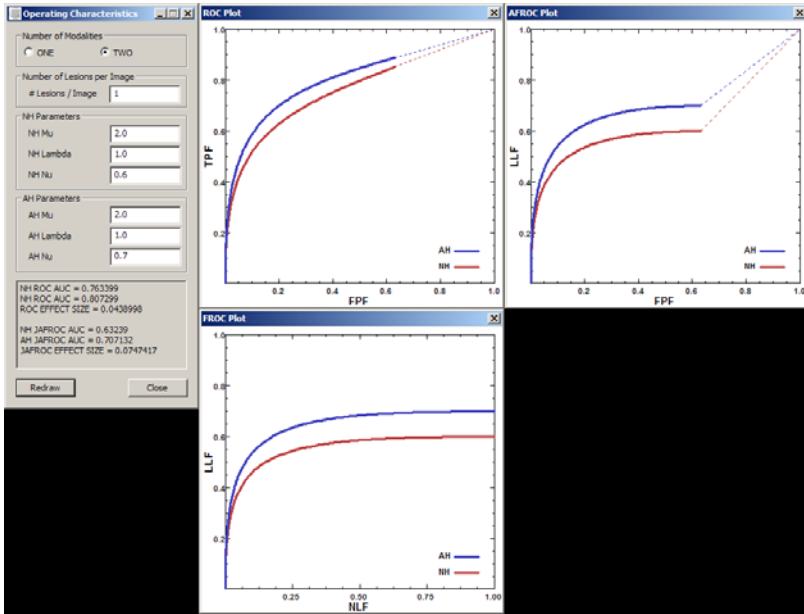 Operating Characteristics
Number of Modalities
ONE
TWO
Number of Lesions per Image
# Lesions / Image
1
NH Parameters
NH Mu
2.0
NH Lambda
1.0
NH Nu
0.6
AH Parameters
AH Mu
2.0
AH Lambda
1.0
AH Nu
0.7
NH ROC AUC = 0.763399
NH ROC AUC = 0.807299
ROC EFFECT SIZE = 0.0438998
NH JAFROC AUC = 0.63239
AH JAFROC AUC = 0.707132
JAFROC EFFECT SIZE = 0.0747417
Redraw
Close
ROC Plot
1.0
0.8
0.6
0.4
0.2
TPF
AH
NH
0.2
0.4
0.6
0.8
1.0
FPF
AFROC Plot
1.0
0.8
0.6
0.4
0.2
LLF
AH
NH
0.2
0.4
0.6
0.8
1.0
FPF
FROC Plot
1.0
0.8
0.6
0.4
0.2
LLF
AH
NH
0.25
0.50
0.75
1.00
NLF